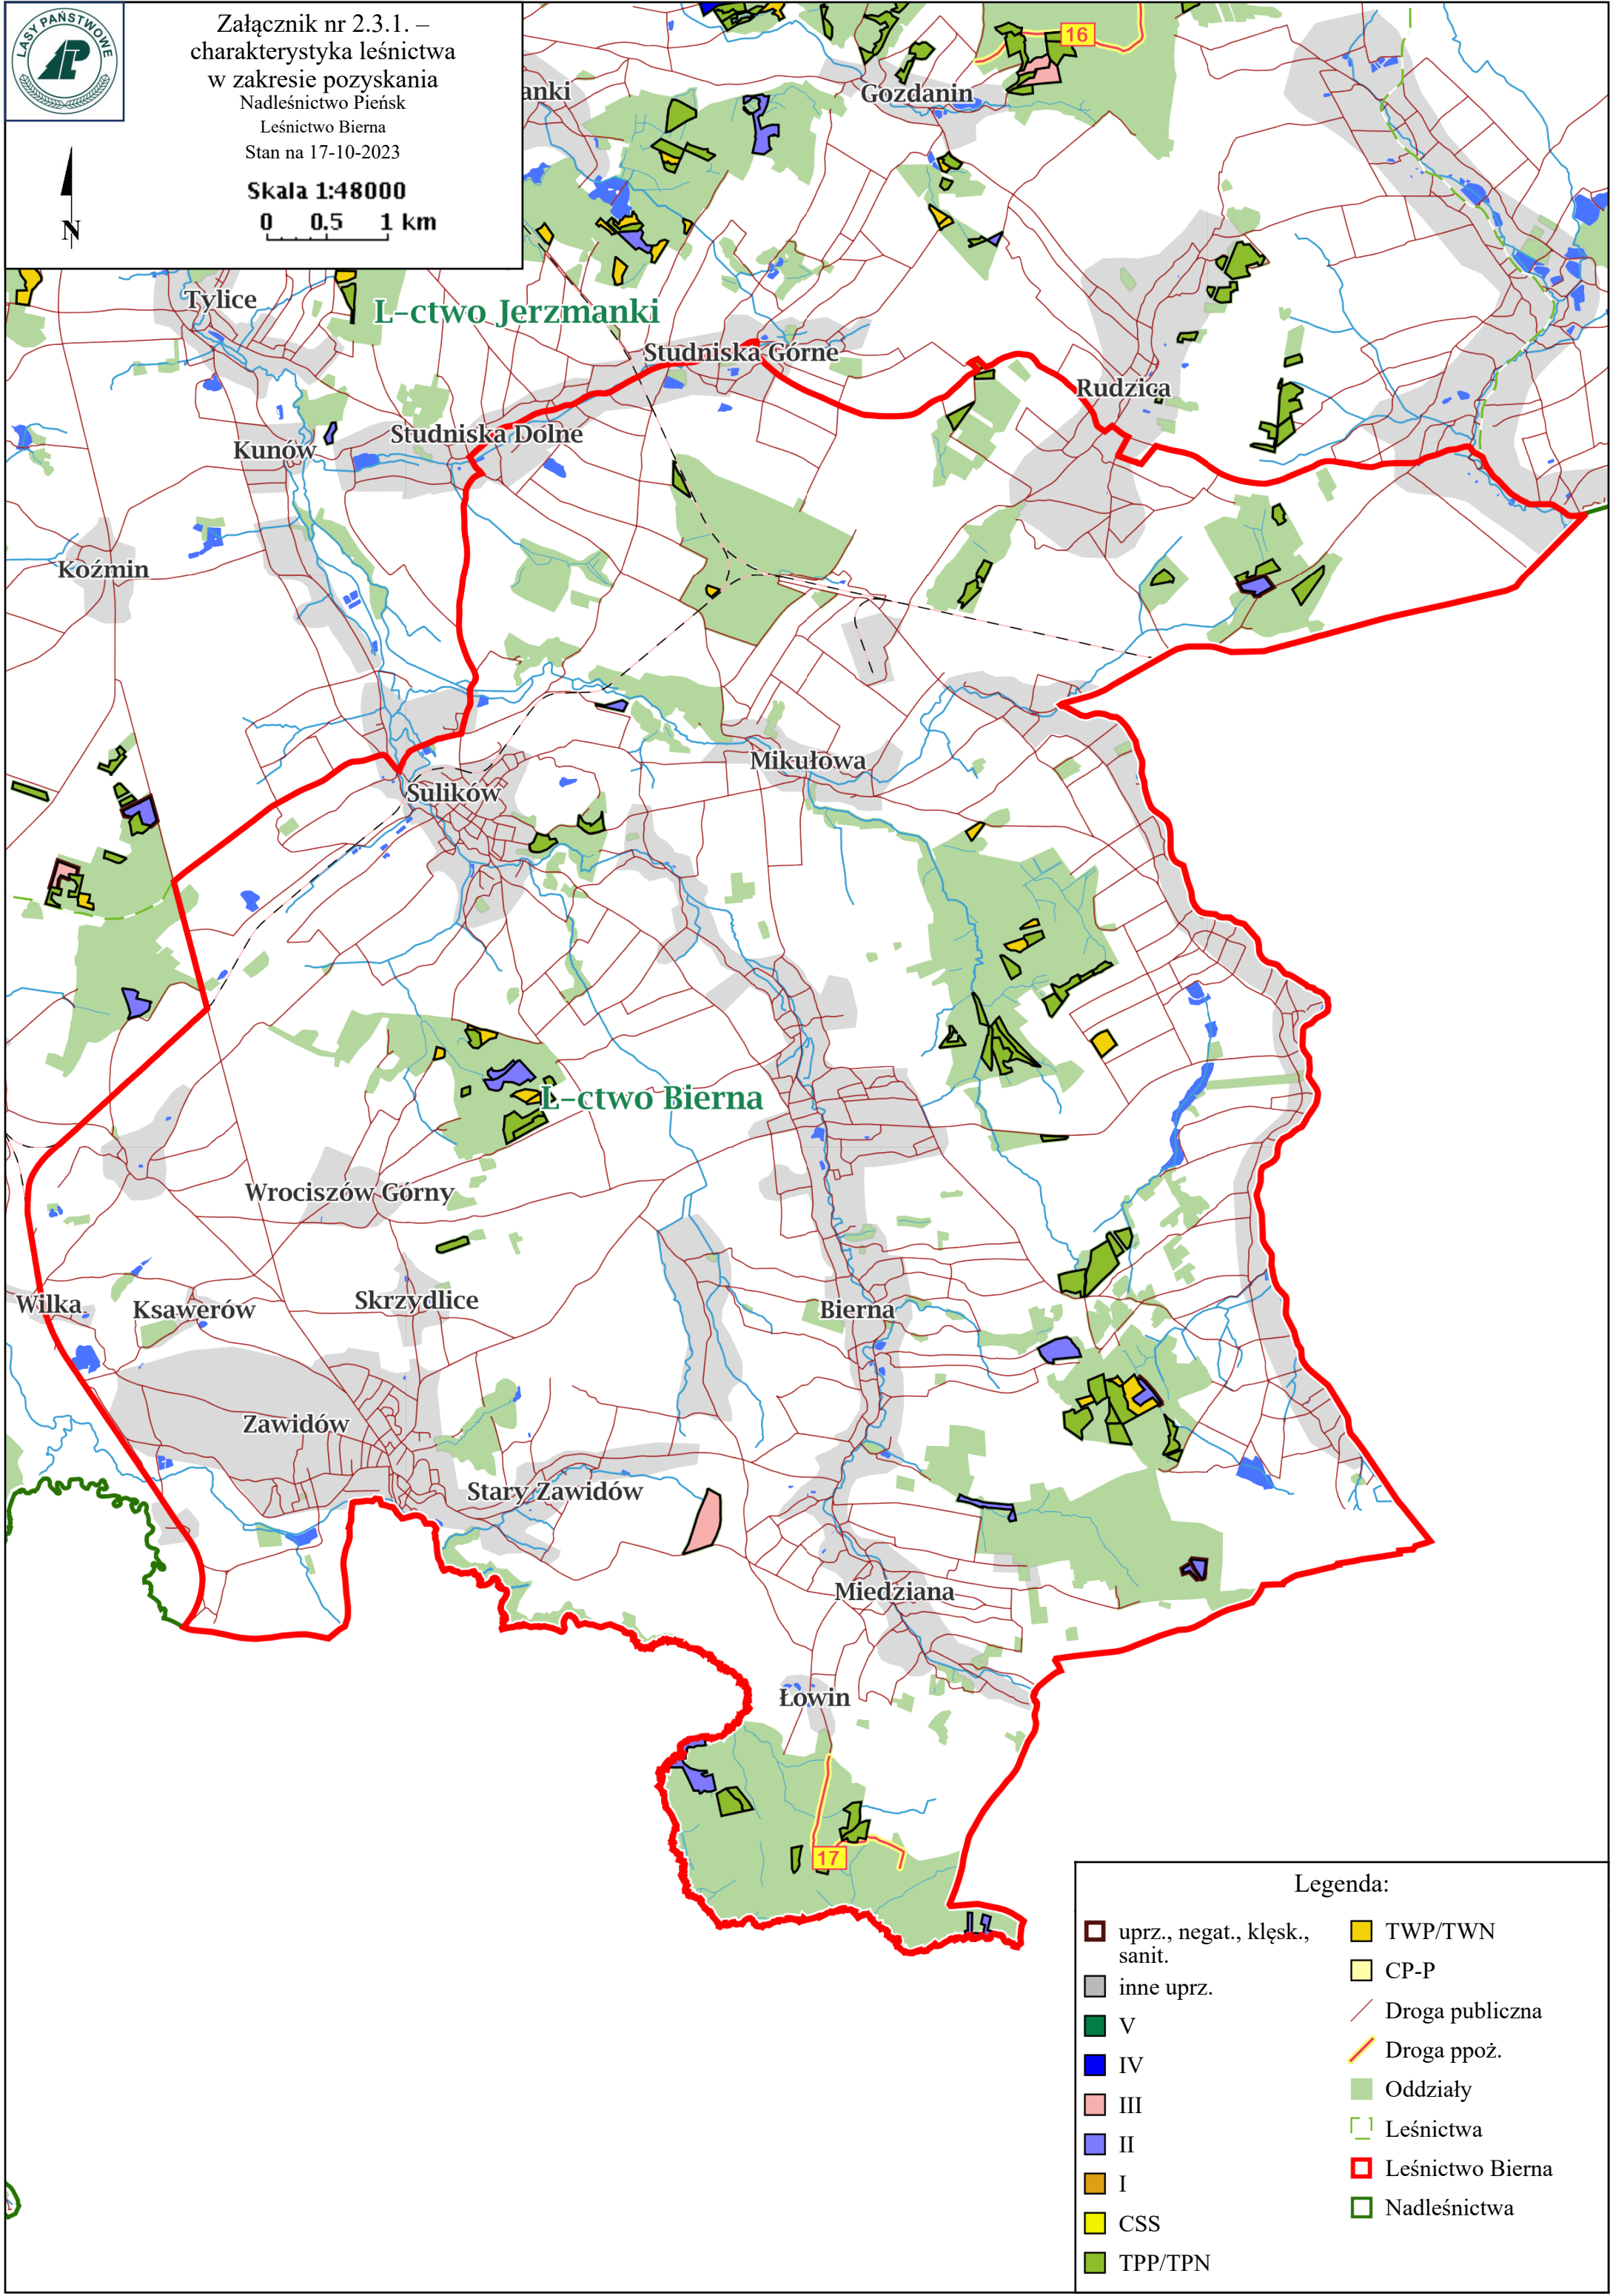 LASY PAŃSTWOWE
Załącznik nr 2.3.1. –
charakterystyka leśnictwa
w zakresie pozyskania
Nadleśnictwo Pieńsk
Leśnictwo Bierna
Stan na 17-10-2023
Skala 1:48000
0 0.5 1 km
N
16
anki
Gozdanin
Tylice
L-ctwo Jerzmanki
Studniska Górne
Rudzica
Studniska Dolne
Kunów
Koźmin
Mikułowa
Sulików
L-ctwo Bierna
Wrociszów Górny
Wilka
Ksawerów
Skrzydlice
Bierna
Zawidów
Stary Zawidów
Miedziana
Łowin
17
Legenda:
uprz., negat., klęsk.,
sanit.
inne uprz.
V
IV
III
II
I
CSS
TPP/TPN
TWP/TWN
CP-P
Droga publiczna
Droga ppoż.
Oddziały
Leśnictwa
Leśnictwo Bierna
Nadleśnictwa